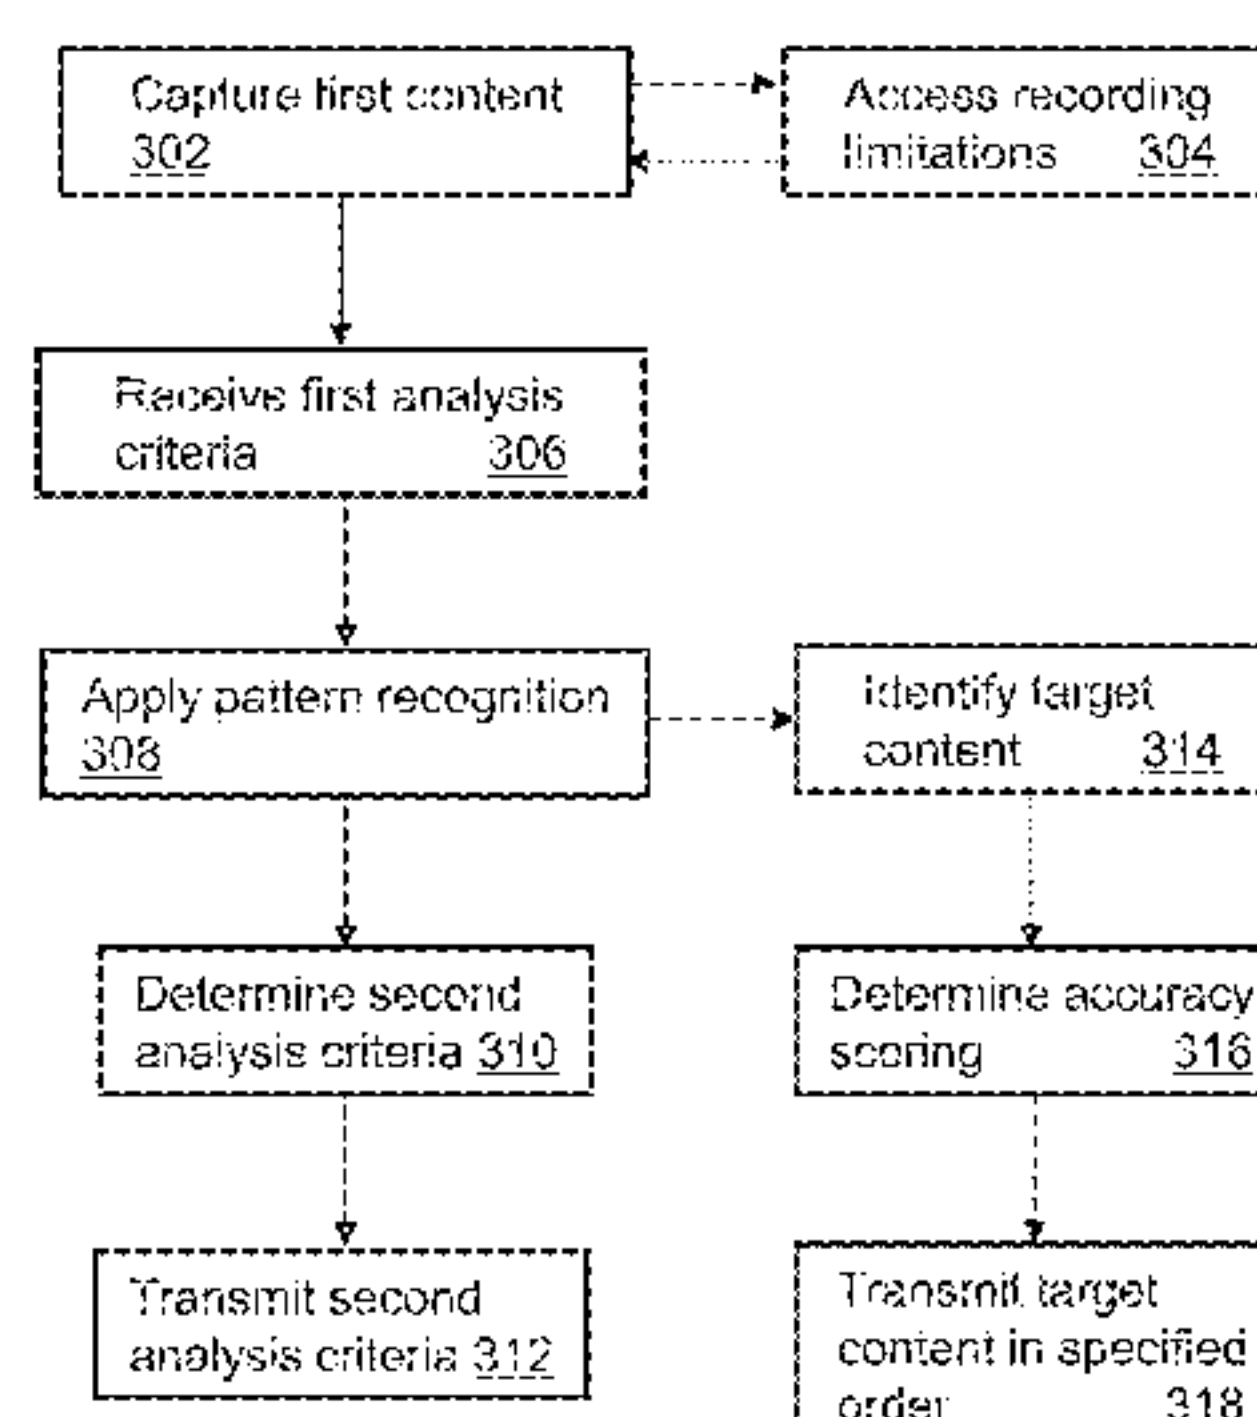 Capture first content
302
Access recording
limitations 304
Receive first analysis
criteria 306
Apply pattern recognition
308
Identify target
content 314
Determine second
analysis criteria 310
Determine accuracy
scoring 316
Transmit second
analysis criteria 312
Transmit target
content in specified
order 318